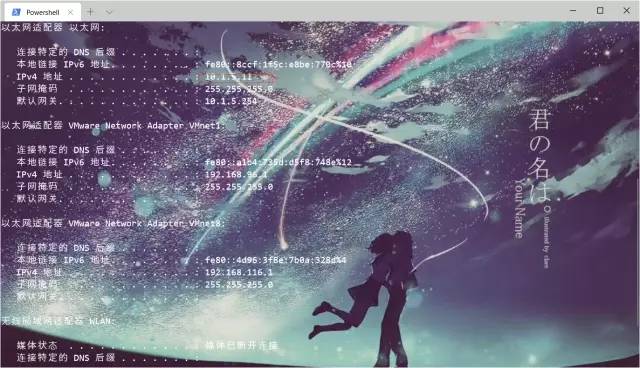 Powershell
以太网适配器 以太网:
连接特定的 DNS 后缀 . . . . . . . :
本地链接 IPv6 地址. . . . . . . . : fe80::8ccf:1f5c:e8be:770c%10
IPv4 地址 . . . . . . . . . . . . : 10.1.5.11
子网掩码 . . . . . . . . . . . . : 255.255.255.0
默认网关. . . . . . . . . . . . . : 10.1.5.254
以太网适配器 VMware Network Adapter VMnet1:
连接特定的 DNS 后缀 . . . . . . . :
本地链接 IPv6 地址. . . . . . . . : fe80::a1b4:735d:d5f8:748e%12
IPv4 地址 . . . . . . . . . . . . : 192.168.96.1
子网掩码 . . . . . . . . . . . . : 255.255.255.0
默认网关. . . . . . . . . . . . . :
以太网适配器 VMware Network Adapter VMnet8:
连接特定的 DNS 后缀 . . . . . . . :
本地链接 IPv6 地址. . . . . . . . : fe80::4d96:3f8e:7b0a:328d%4
IPv4 地址 . . . . . . . . . . . . : 192.168.116.1
子网掩码 . . . . . . . . . . . . : 255.255.255.0
默认网关. . . . . . . . . . . . . :
无线局域网适配器 WLAN:
媒体状态 . . . . . . . . . . . . : 媒体已断开连接
连接特定的 DNS 后缀 . . . . . . . :
君の名は
Your Name
illustrated by